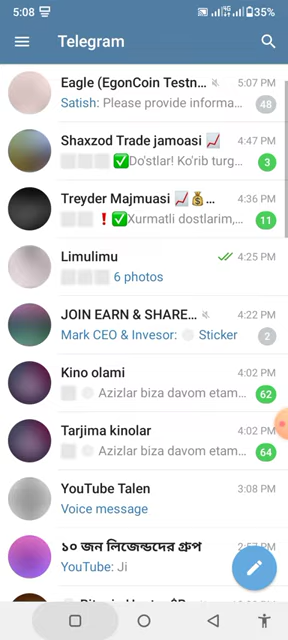 5:08 35%
Telegram
Eagle (EgonCoin Testn... 5:07 PM
Satish: Please provide informa... 48
Shaxzod Trade jamoasi 📈 4:47 PM
✅Do'stlar! Ko'rib turg... 3
Treyder Majmuasi 📈💰... 4:36 PM
❗✅Xurmatli dostlarim,... 11
Limulimu 4:25 PM
6 photos
JOIN EARN & SHARE... 4:22 PM
Mark CEO & Invesor: Sticker 2
Kino olami 4:02 PM
Azizlar biza davom etam... 62
Tarjima kinolar 4:02 PM
Azizlar biza davom etam... 64
YouTube Talen 3:08 PM
Voice message
১০ জন লিজেন্ডদের গ্রুপ 2:57 PM
YouTube: Ji